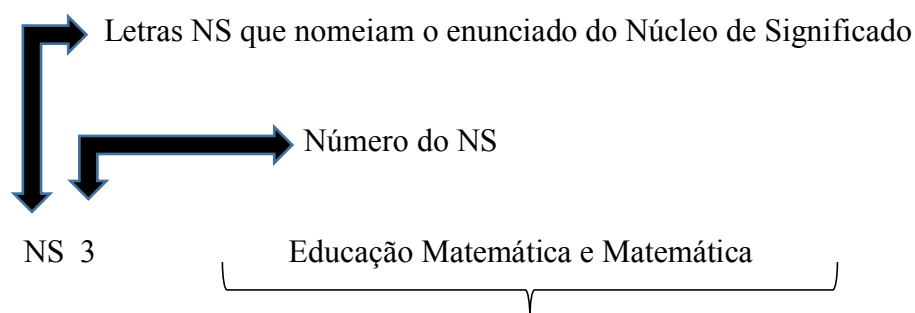 Letras NS que nomeiam o enunciado do Núcleo de Significado
Número do NS
NS 3 Educação Matemática e Matemática